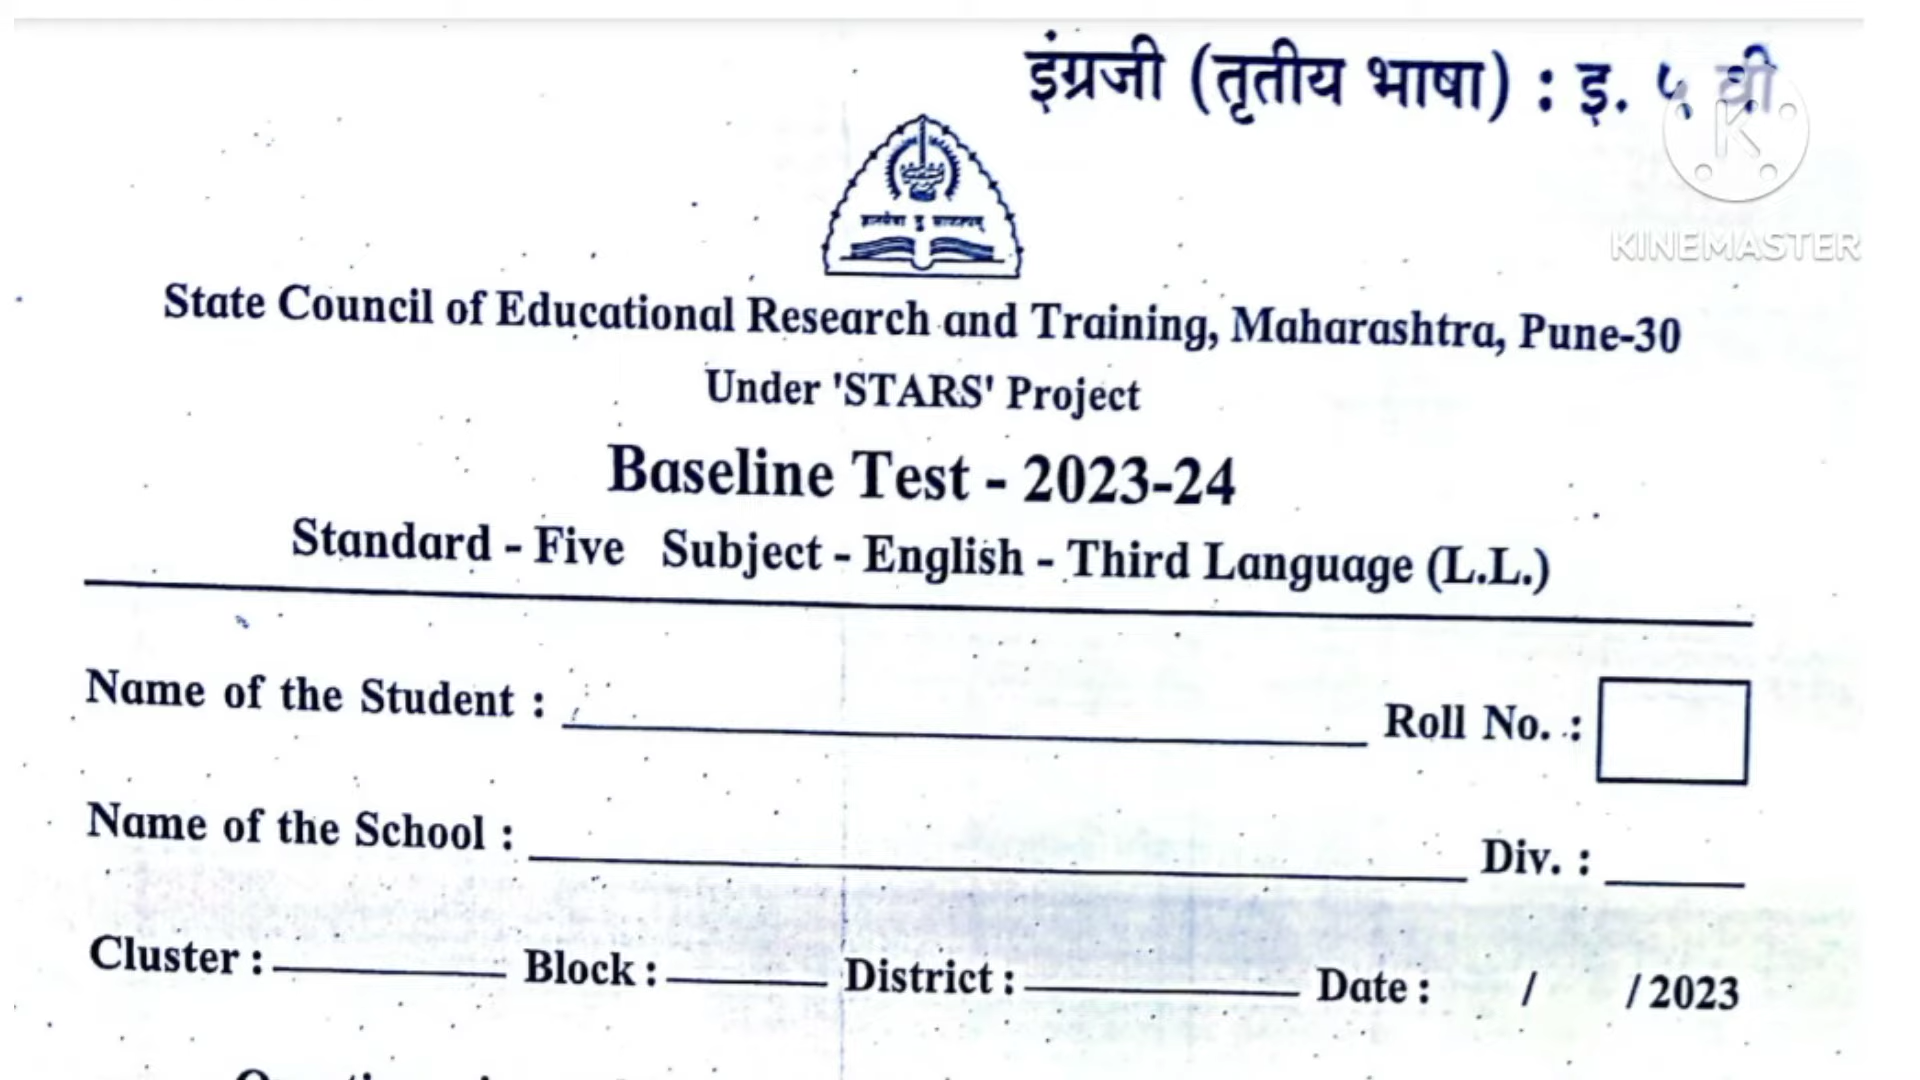 इंग्रजी (तृतीय भाषा) : इ. ५ वी
KINEMASTER
State Council of Educational Research and Training, Maharashtra, Pune-30
Under 'STARS' Project
Baseline Test - 2023-24
Standard - Five Subject - English - Third Language (L.L.)
Name of the Student : Roll No. :
Name of the School : Div. :
Cluster : Block : District : Date : / / 2023